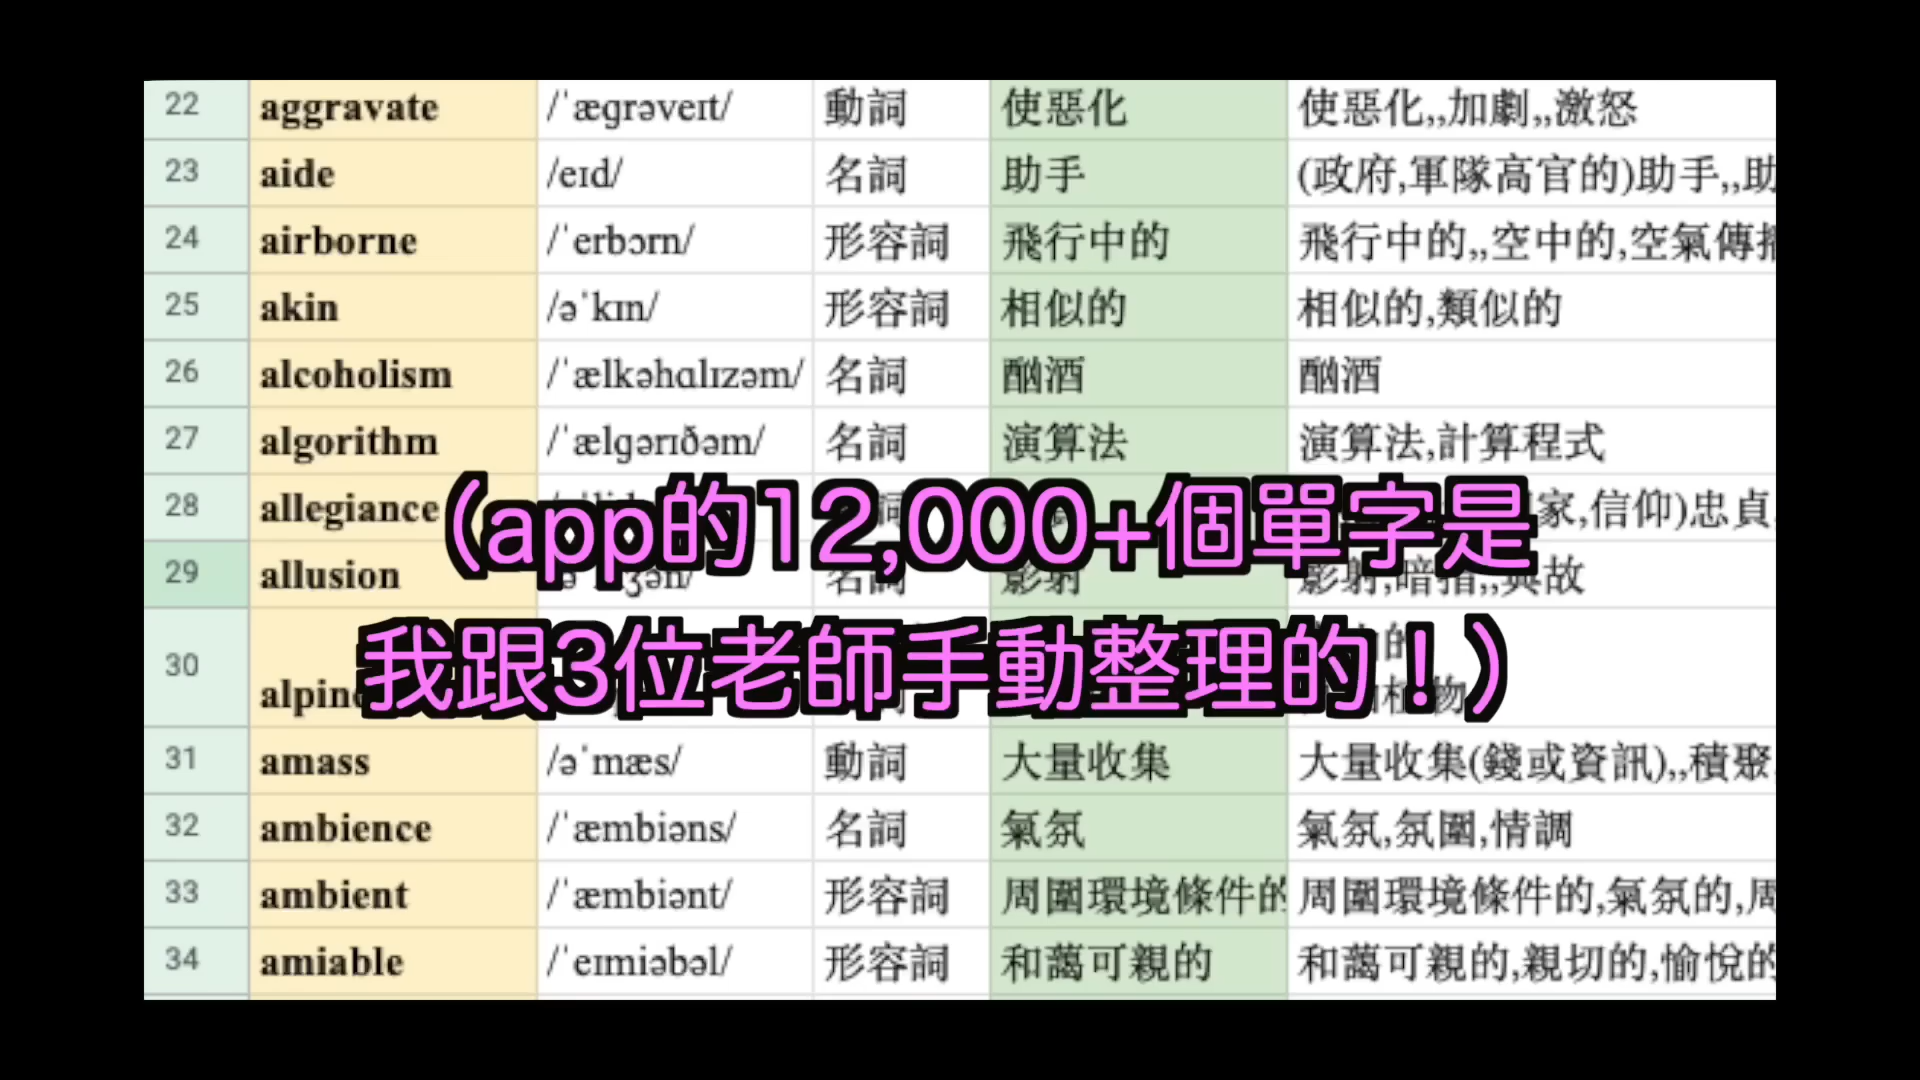 22 aggravate /ˈæɡrəveɪt/ 動詞 使惡化 使惡化,,加劇,,激怒
23 aide /eɪd/ 名詞 助手 (政府,軍隊高官的)助手,,助
24 airborne /ˈerbɔrn/ 形容詞 飛行中的 飛行中的,,空中的,空氣傳播
25 akin /əˈkɪn/ 形容詞 相似的 相似的,類似的
26 alcoholism /ˈælkəhɑlɪzəm/ 名詞 酗酒 酗酒
27 algorithm /ˈælɡərɪðəm/ 名詞 演算法 演算法,計算程式
28 allegiance 家,信仰)忠貞
(app的12,000+個單字是
29 allusion 名詞 影射 影射,暗指,,典故
30
我跟3位老師手動整理的！)
31 amass /əˈmæs/ 動詞 大量收集 大量收集(錢或資訊),,積聚
32 ambience /ˈæmbiəns/ 名詞 氣氛 氣氛,氛圍,情調
33 ambient /ˈæmbiənt/ 形容詞 周圍環境條件的 周圍環境條件的,氣氛的,周
34 amiable /ˈeɪmiəbəl/ 形容詞 和藹可親的 和藹可親的,親切的,愉悅的